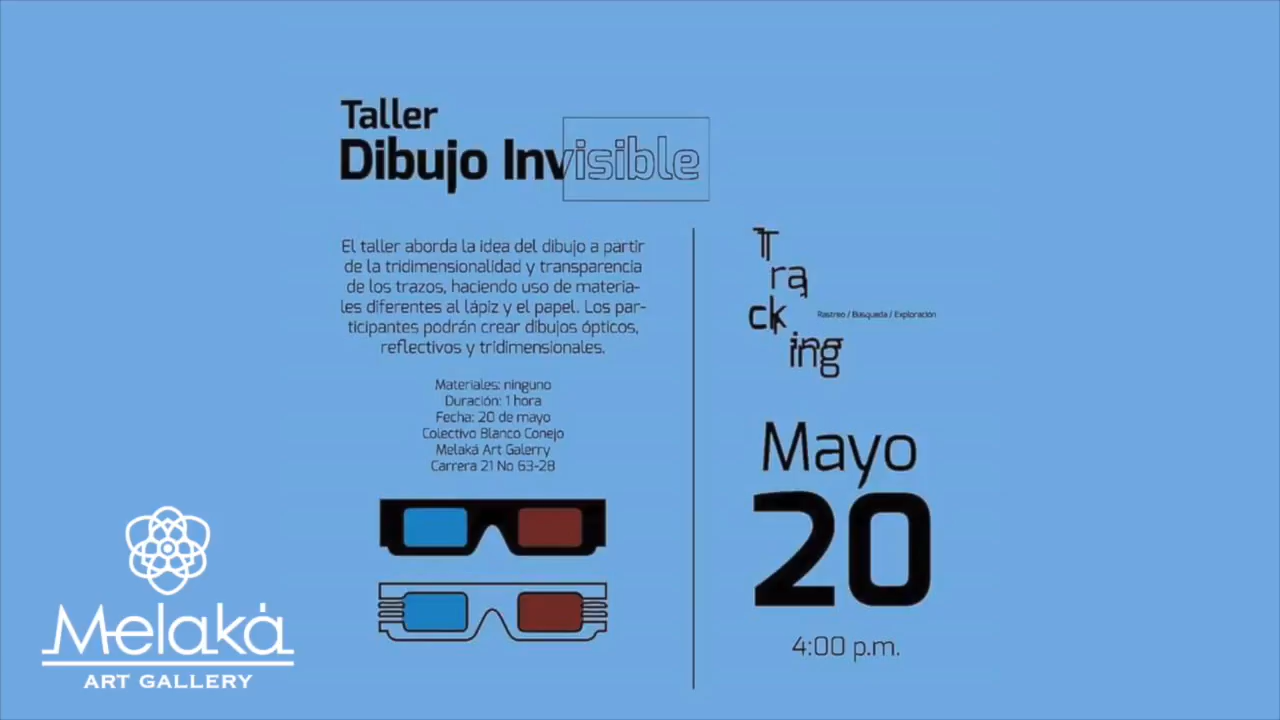 Taller
Dibujo Invisible
El taller aborda la idea del dibujo a partir
de la tridimensionalidad y transparencia
de los trazos, haciendo uso de materia-
les diferentes al lápiz y el papel. Los par-
ticipantes podrán crear dibujos ópticos,
reflectivos y tridimensionales.
Materiales: ninguno
Duración: 1 hora
Fecha: 20 de mayo
Colectivo Blanco Conejo
Melaká Art Galerry
Carrera 21 No 63-28
T
ra
ck
ing
Rastreo / Búsqueda / Exploración
Mayo
20
4:00 p.m.
Melaká
ART GALLERY